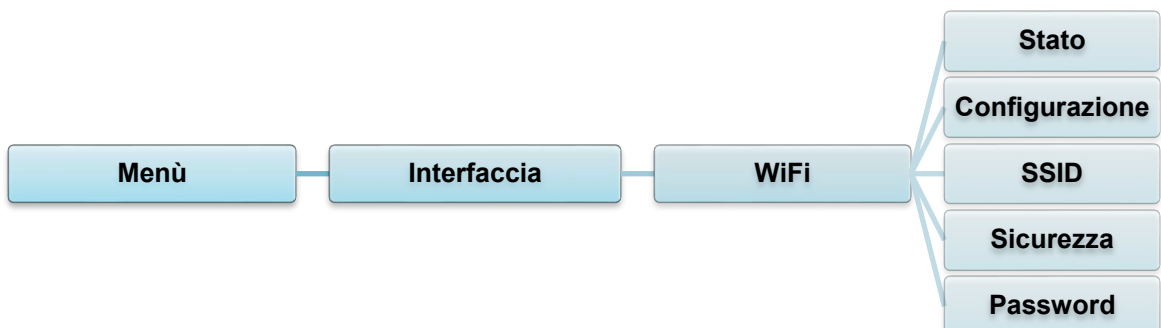 Menù
Interfaccia
WiFi
Stato
Configurazione
SSID
Sicurezza
Password